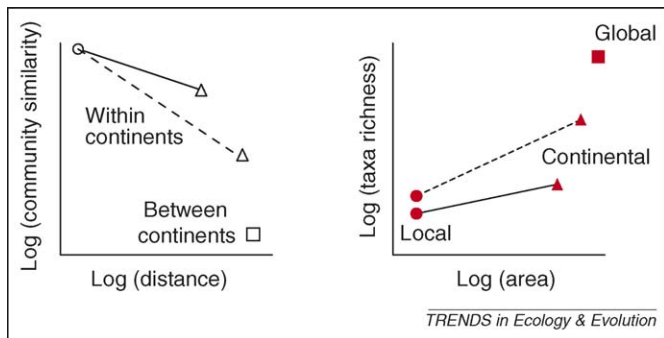 Log (community similarity)
Within
continents
Between
continents
Log (distance)
Log (taxa richness)
Global
Continental
Local
Log (area)
TRENDS in Ecology & Evolution